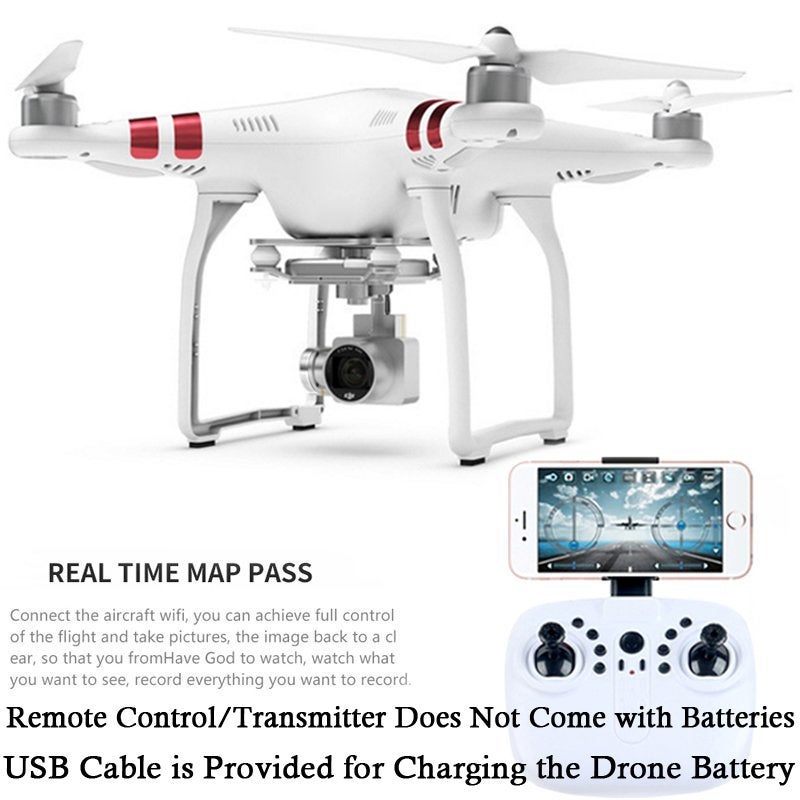 dji
REAL TIME MAP PASS
Connect the aircraft wifi, you can achieve full control
of the flight and take pictures, the image back to a cl
ear, so that you fromHave God to watch, watch what
you want to see, record everything you want to record.
Remote Control/Transmitter Does Not Come with Batteries
USB Cable is Provided for Charging the Drone Battery